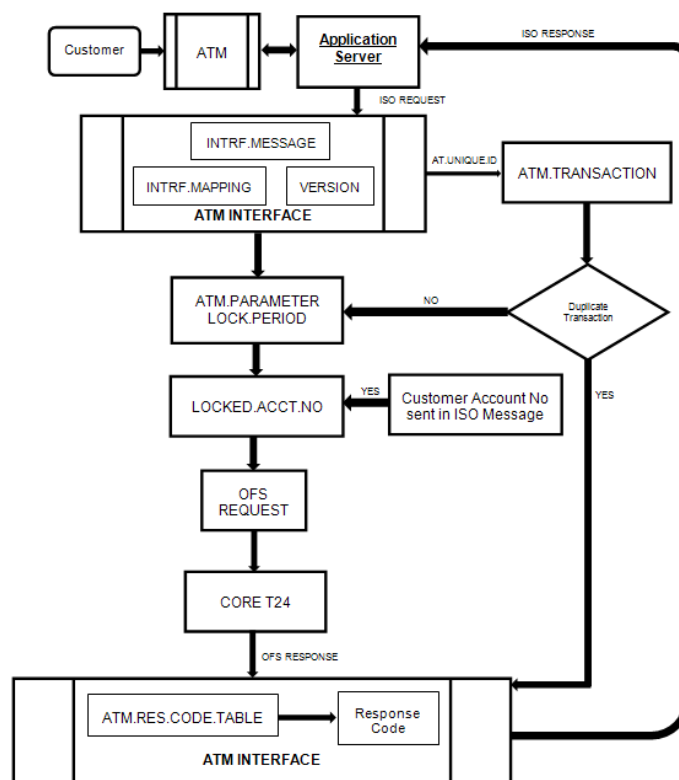 Customer
ATM
Application
Server
ISO RESPONSE
ISO REQUEST
INTRF.MESSAGE
INTRF.MAPPING
VERSION
ATM INTERFACE
AT.UNIQUE.ID
ATM.TRANSACTION
ATM.PARAMETER
LOCK.PERIOD
NO
Duplicate
Transaction
LOCKED.ACCT.NO
YES
Customer Account No
sent in ISO Message
YES
OFS
REQUEST
CORE T24
OFS RESPONSE
ATM.RES.CODE.TABLE
Response
Code
ATM INTERFACE